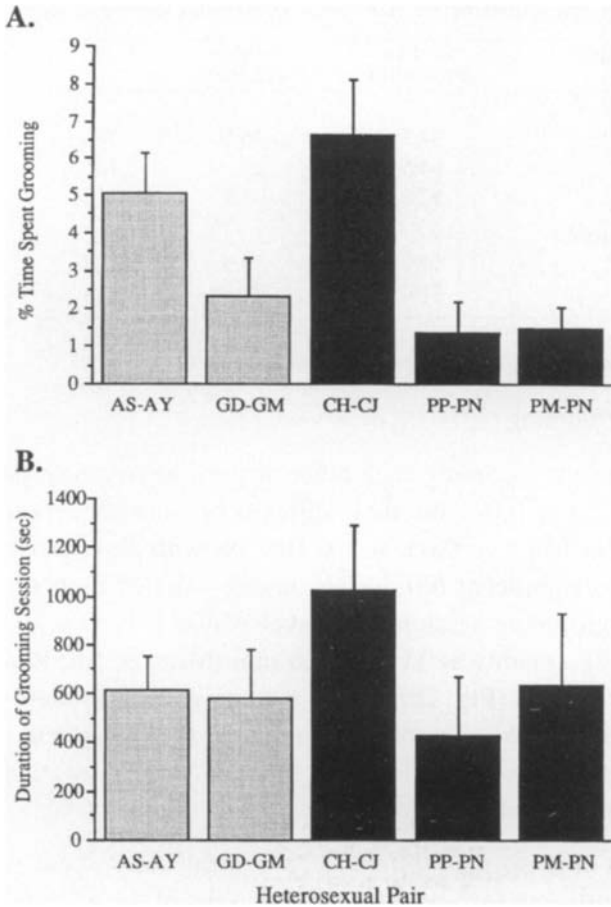 A.
% Time Spent Grooming
9
8
7
6
5
4
3
2
1
0
AS-AY GD-GM CH-CJ PP-PN PM-PN
B.
Duration of Grooming Session (sec)
1400
1200
1000
800
600
400
200
0
AS-AY GD-GM CH-CJ PP-PN PM-PN
Heterosexual Pair